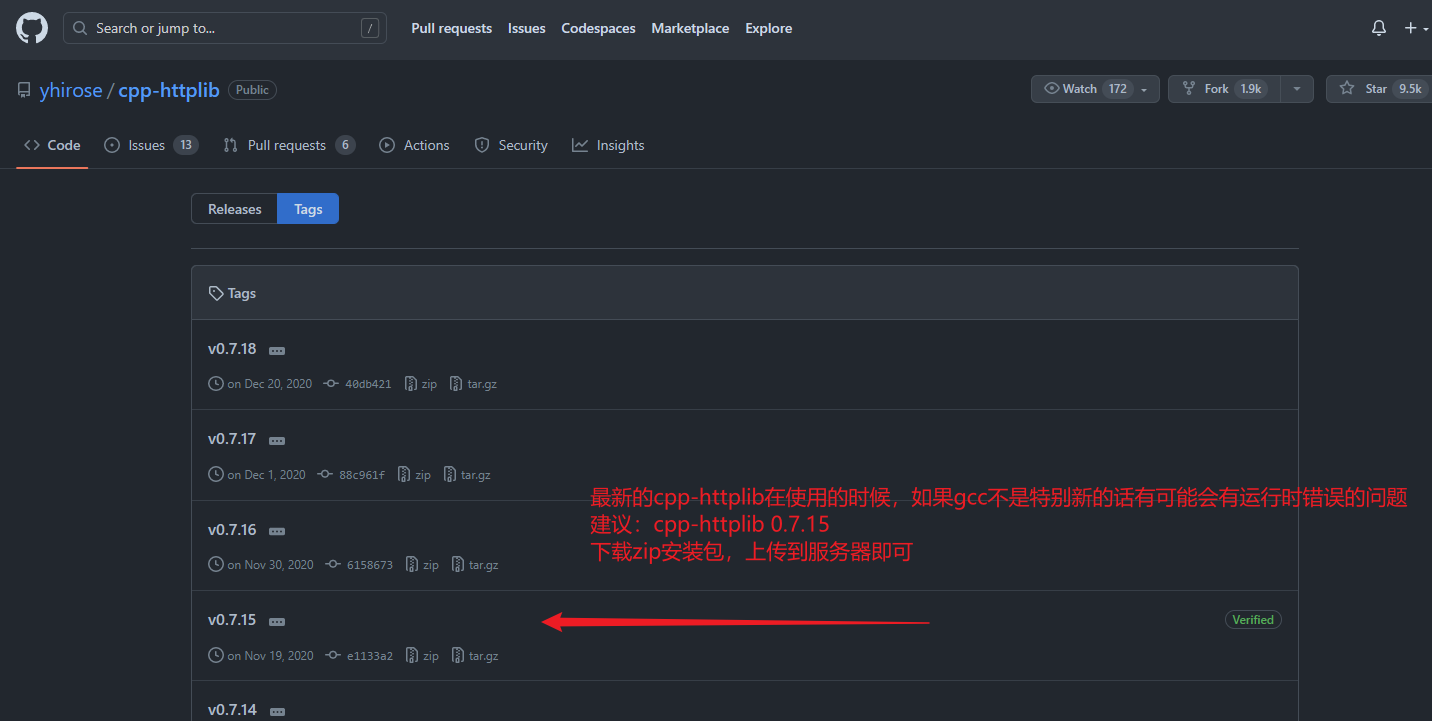 Search or jump to... / Pull requests Issues Codespaces Marketplace Explore
yhirose / cpp-httplib Public Watch 172 Fork 1.9k Star 9.5k
Code Issues 13 Pull requests 6 Actions Security Insights
Releases Tags
Tags
v0.7.18
on Dec 20, 2020 40db421 zip tar.gz
v0.7.17
on Dec 1, 2020 88c961f zip tar.gz
最新的cpp-httplib在使用的时候，如果gcc不是特别新的话有可能会有运行时错误的问题
建议：cpp-httplib 0.7.15
v0.7.16
下载zip安装包，上传到服务器即可
on Nov 30, 2020 6158673 zip tar.gz
v0.7.15 Verified
on Nov 19, 2020 e1133a2 zip tar.gz
v0.7.14